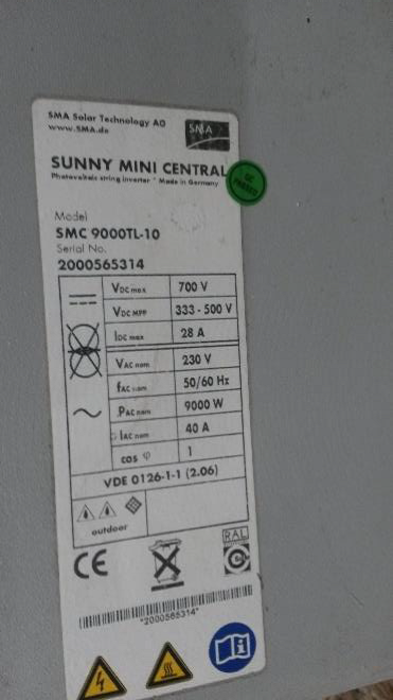 SMA Solar Technology AG
www.SMA.de
SMA
SUNNY MINI CENTRAL
Photovoltaic string inverter * Made in Germany
QC
PASSED
Model
SMC 9000TL-10
Serial No.
2000565314
VDC max 700 V
VDC MPP 333 - 500 V
IDC max 28 A
VAC nom 230 V
fAC nom 50/60 Hz
PAC nom 9000 W
IAC nom 40 A
cos φ 1
VDE 0126-1-1 (2.06)
outdoor
CE
RAL
*2000565314*